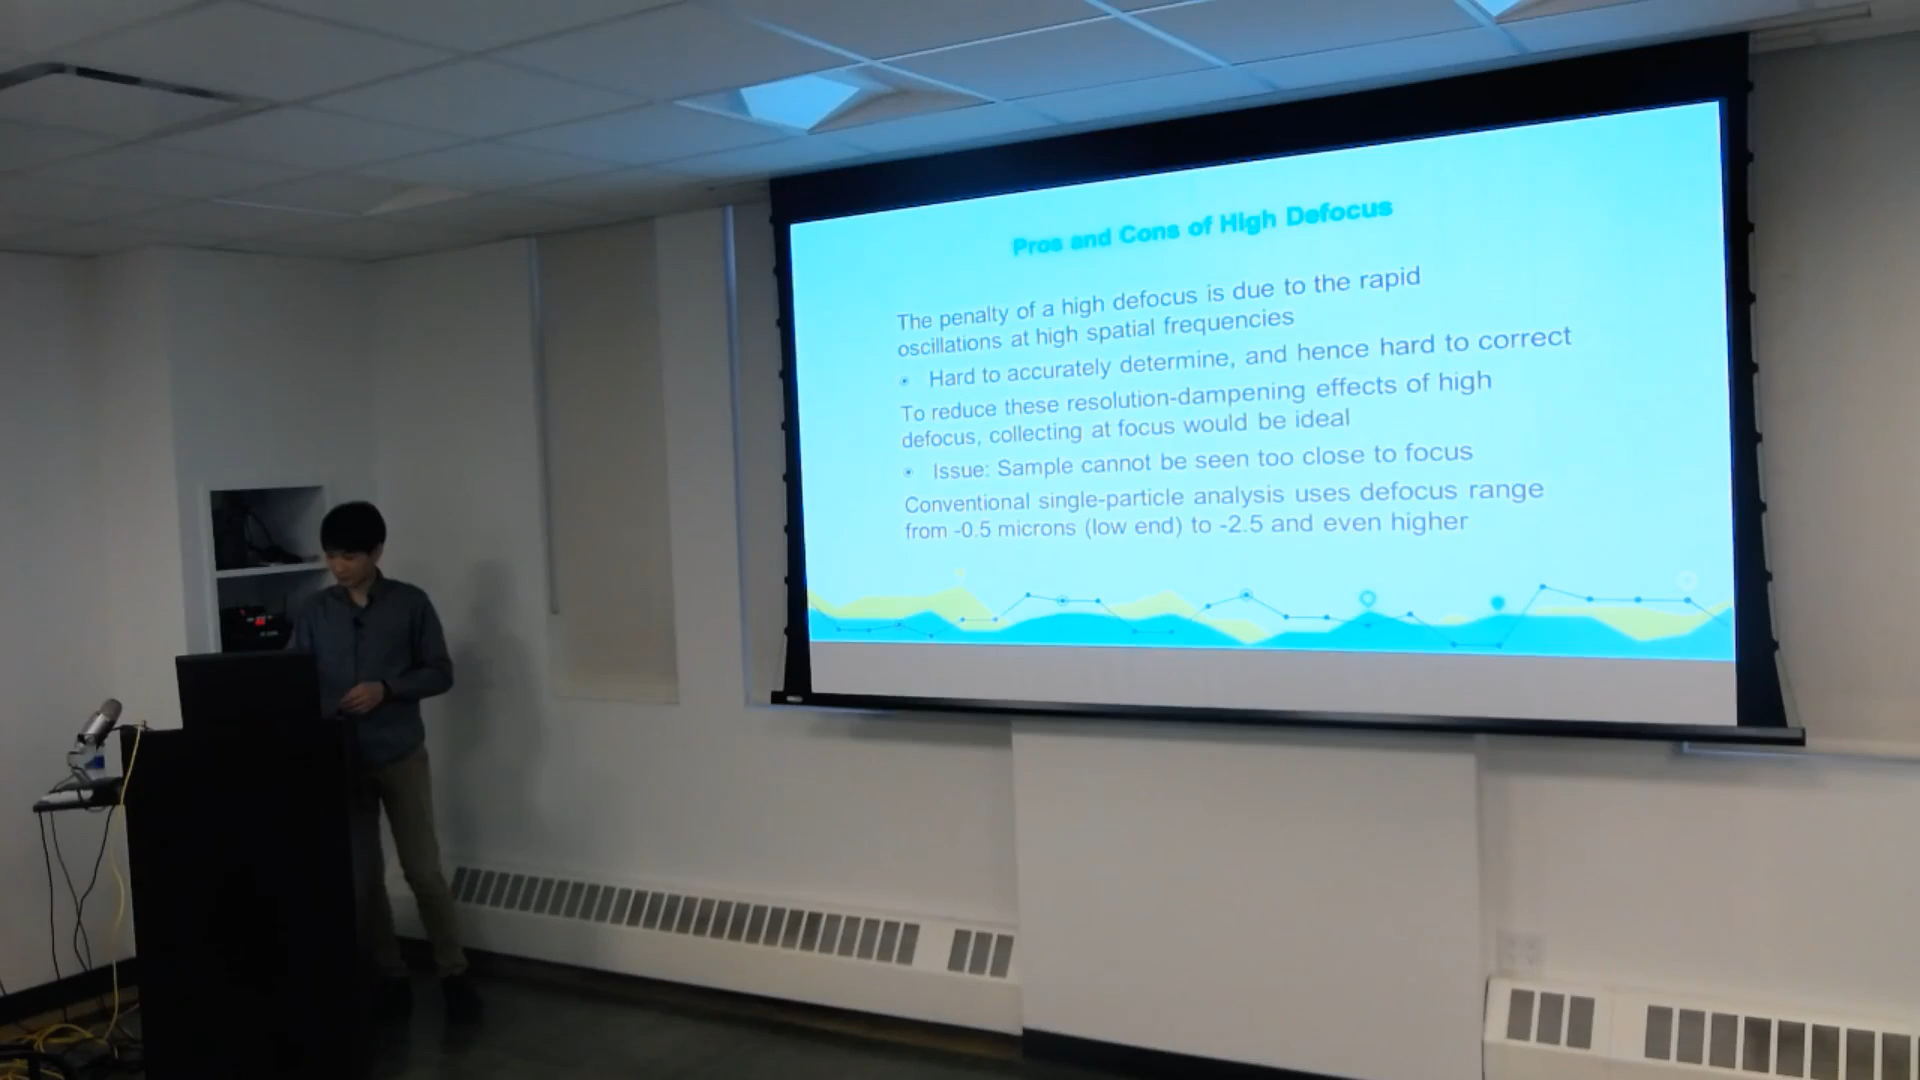 Pros and Cons of High Defocus
The penalty of a high defocus is due to the rapid
oscillations at high spatial frequencies
Hard to accurately determine, and hence hard to correct
To reduce these resolution-dampening effects of high
defocus, collecting at focus would be ideal
Issue: Sample cannot be seen too close to focus
Conventional single-particle analysis uses defocus range
from -0.5 microns (low end) to -2.5 and even higher